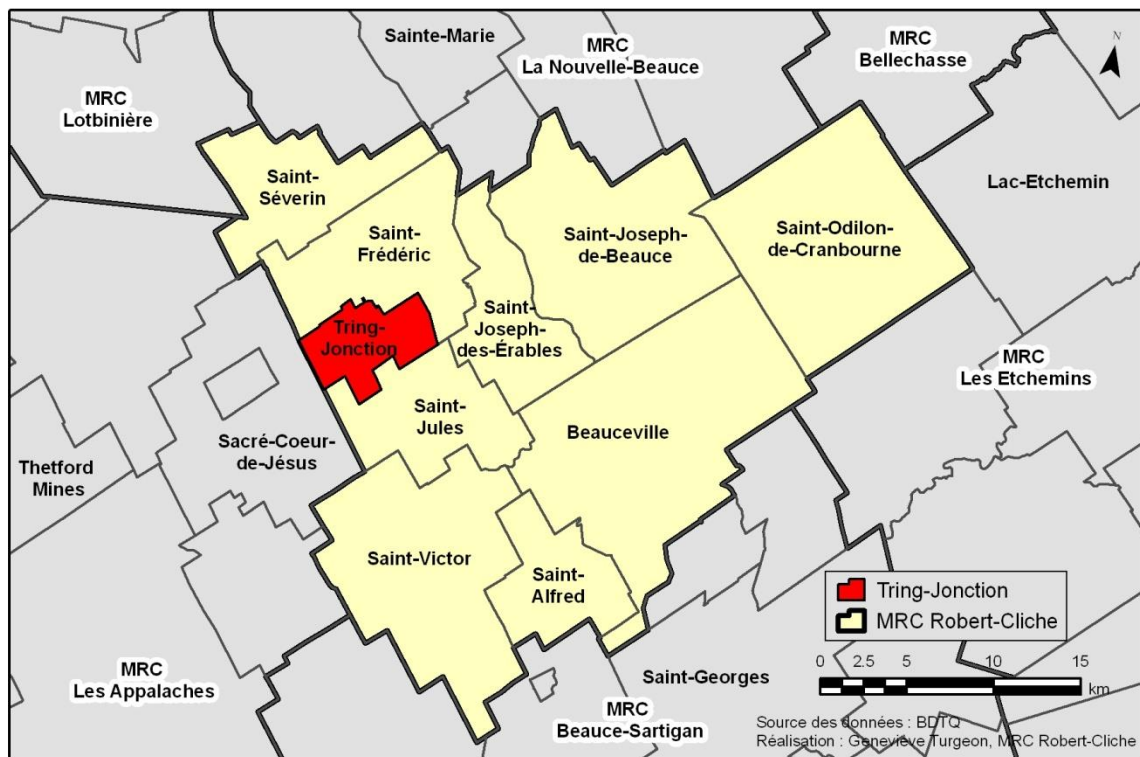 Sainte-Marie
MRC
La Nouvelle-Beauce
MRC
Bellechasse
N
MRC
Lotbinière
Saint-
Séverin
Lac-Etchemin
Saint-
Frédéric
Saint-Joseph-
de-Beauce
Saint-Odilon-
de-Cranbourne
Tring-
Jonction
Saint-
Joseph-
des-Érables
MRC
Les Etchemins
Saint-
Jules
Beauceville
Sacré-Coeur-
de-Jésus
Thetford
Mines
Saint-Victor
Saint-
Alfred
Tring-Jonction
MRC Robert-Cliche
MRC
Les Appalaches
Saint-Georges
MRC
Beauce-Sartigan
0 2.5 5 10 15
km
Source des données : BDTQ
Réalisation : Geneviève Turgeon, MRC Robert-Cliche